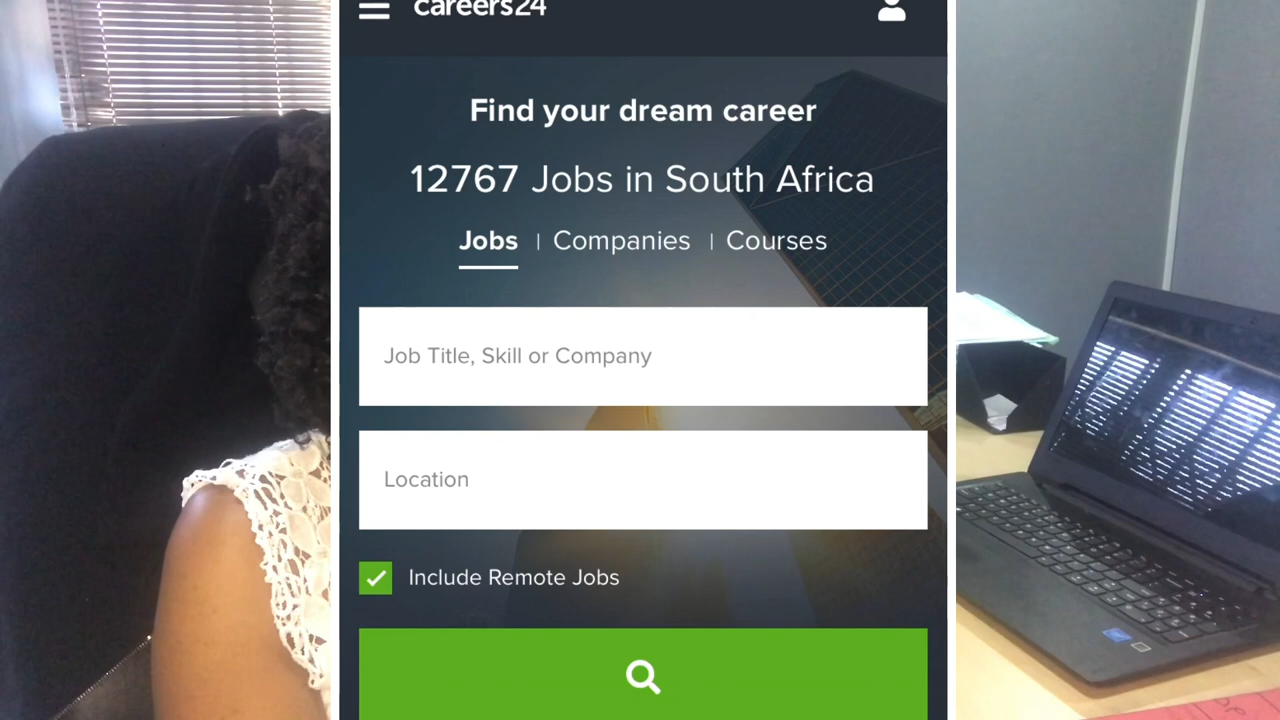 careers24
Find your dream career
12767 Jobs in South Africa
Jobs | Companies | Courses
Job Title, Skill or Company
Location
Include Remote Jobs